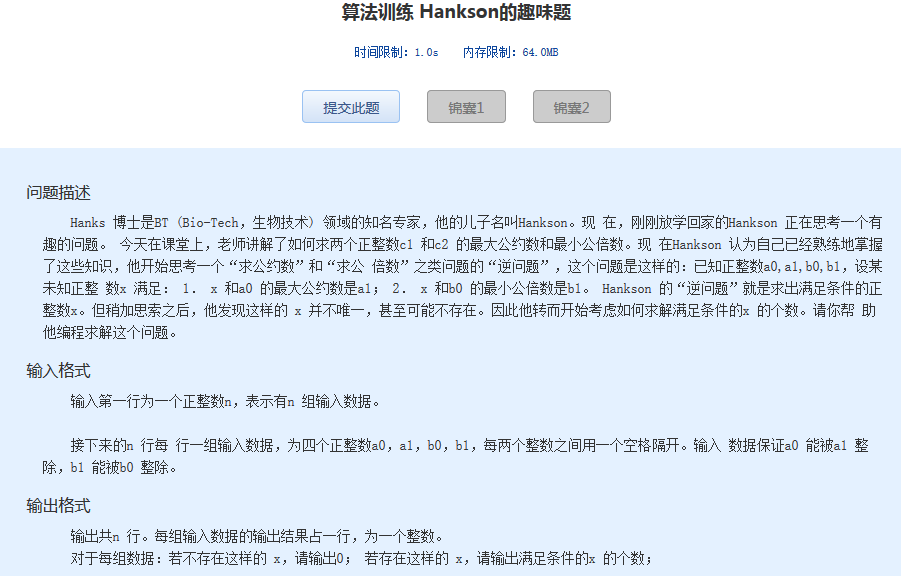 算法训练 Hankson的趣味题
时间限制：1.0s 内存限制：64.0MB
提交此题 锦囊1 锦囊2
问题描述
Hanks 博士是BT (Bio-Tech，生物技术) 领域的知名专家，他的儿子名叫Hankson。现 在，刚刚放学回家的Hankson 正在思考一个有
趣的问题。 今天在课堂上，老师讲解了如何求两个正整数c1 和c2 的最大公约数和最小公倍数。现 在Hankson 认为自己已经熟练地掌握
了这些知识，他开始思考一个“求公约数”和“求公 倍数”之类问题的“逆问题”，这个问题是这样的：已知正整数a0,a1,b0,b1，设某
未知正整 数x 满足： 1． x 和a0 的最大公约数是a1； 2． x 和b0 的最小公倍数是b1。 Hankson 的“逆问题”就是求出满足条件的正
整数x。但稍加思索之后，他发现这样的 x 并不唯一，甚至可能不存在。因此他转而开始考虑如何求解满足条件的x 的个数。请你帮 助
他编程求解这个问题。
输入格式
输入第一行为一个正整数n，表示有n 组输入数据。
接下来的n 行每 行一组输入数据，为四个正整数a0，a1，b0，b1，每两个整数之间用一个空格隔开。输入 数据保证a0 能被a1 整
除，b1 能被b0 整除。
输出格式
输出共n 行。每组输入数据的输出结果占一行，为一个整数。
对于每组数据：若不存在这样的 x，请输出0； 若存在这样的 x，请输出满足条件的x 的个数；